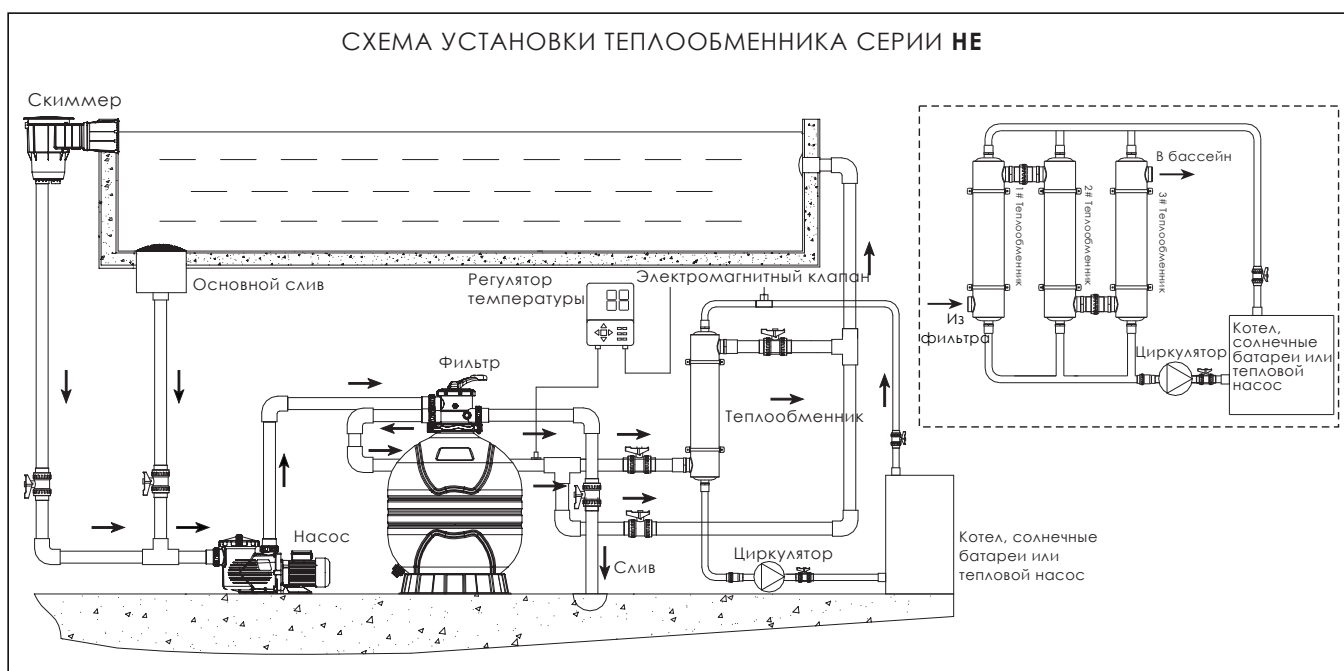 СХЕМА УСТАНОВКИ ТЕПЛООБМЕННИКА СЕРИИ HE
Скиммер
Основной слив
Регулятор
температуры
Электромагнитный клапан
Фильтр
Теплообменник
Насос
Слив
Циркулятор
Котел, солнечные
батареи или
тепловой насос
В бассейн
1# Теплообменник
2# Теплообменник
3# Теплообменник
Из
фильтра
Циркулятор
Котел,
солнечные
батареи или
тепловой
насос